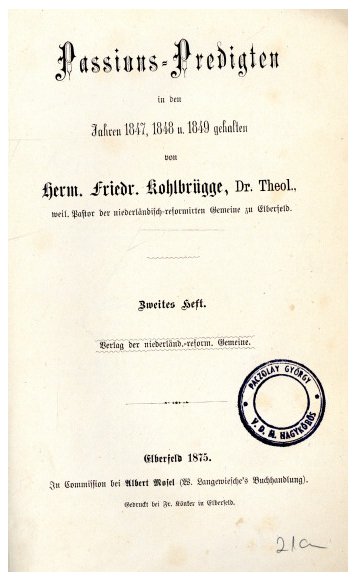 Passions-Predigten
in den
Jahren 1847, 1848 u. 1849 gehalten
von
Herm. Friedr. Kohlbrügge, Dr. Theol.,
weil. Pastor der niederländisch-reformirten Gemeine zu Elberfeld.
Zweites Heft.
Verlag der niederländ.-reform. Gemeine.
PACZOLAY GYÖRGY
V. D. M. NAGYKÖRÖS
Elberfeld 1875.
In Commission bei Albert Mosel (W. Langewiesche's Buchhandlung).
Gedruckt bei Fr. Könker in Elberfeld.
21a